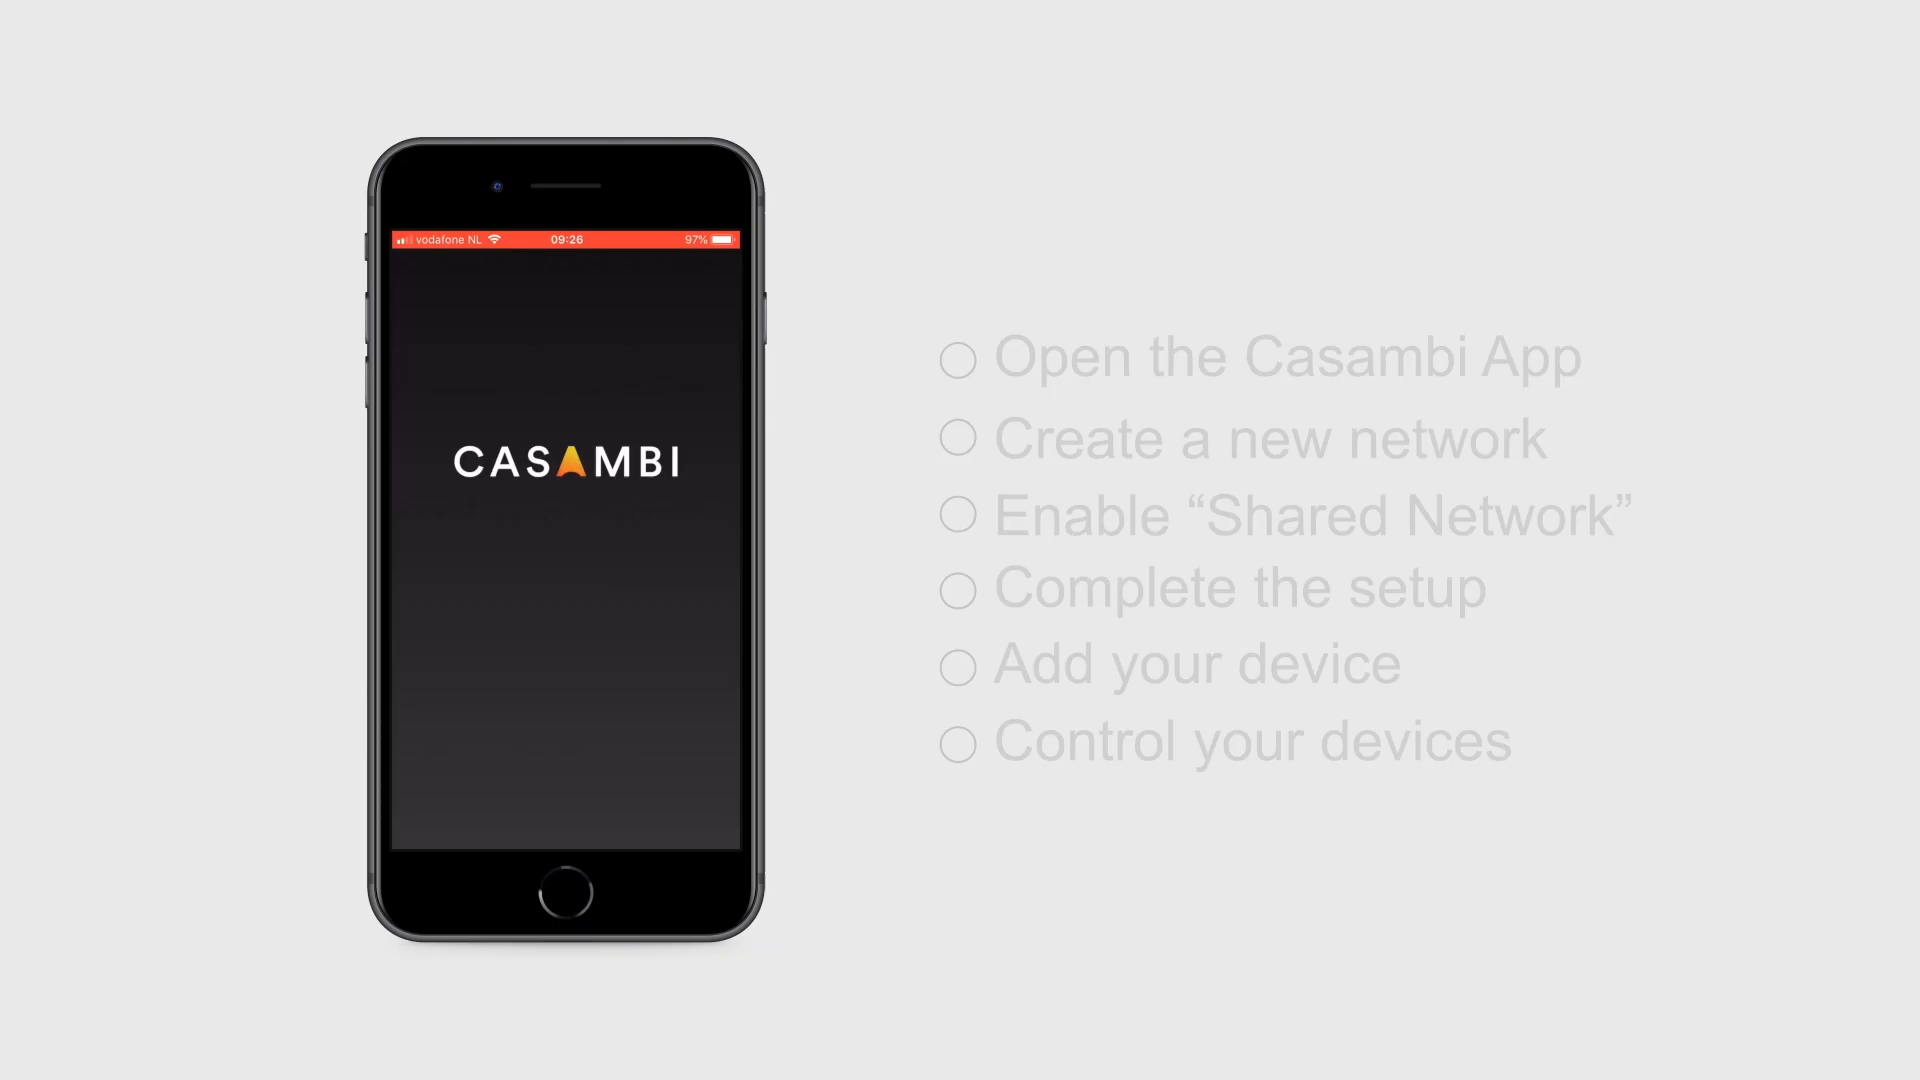 vodafone NL 09:26 97%
CASAMBI
Open the Casambi App
Create a new network
Enable “Shared Network”
Complete the setup
Add your device
Control your devices